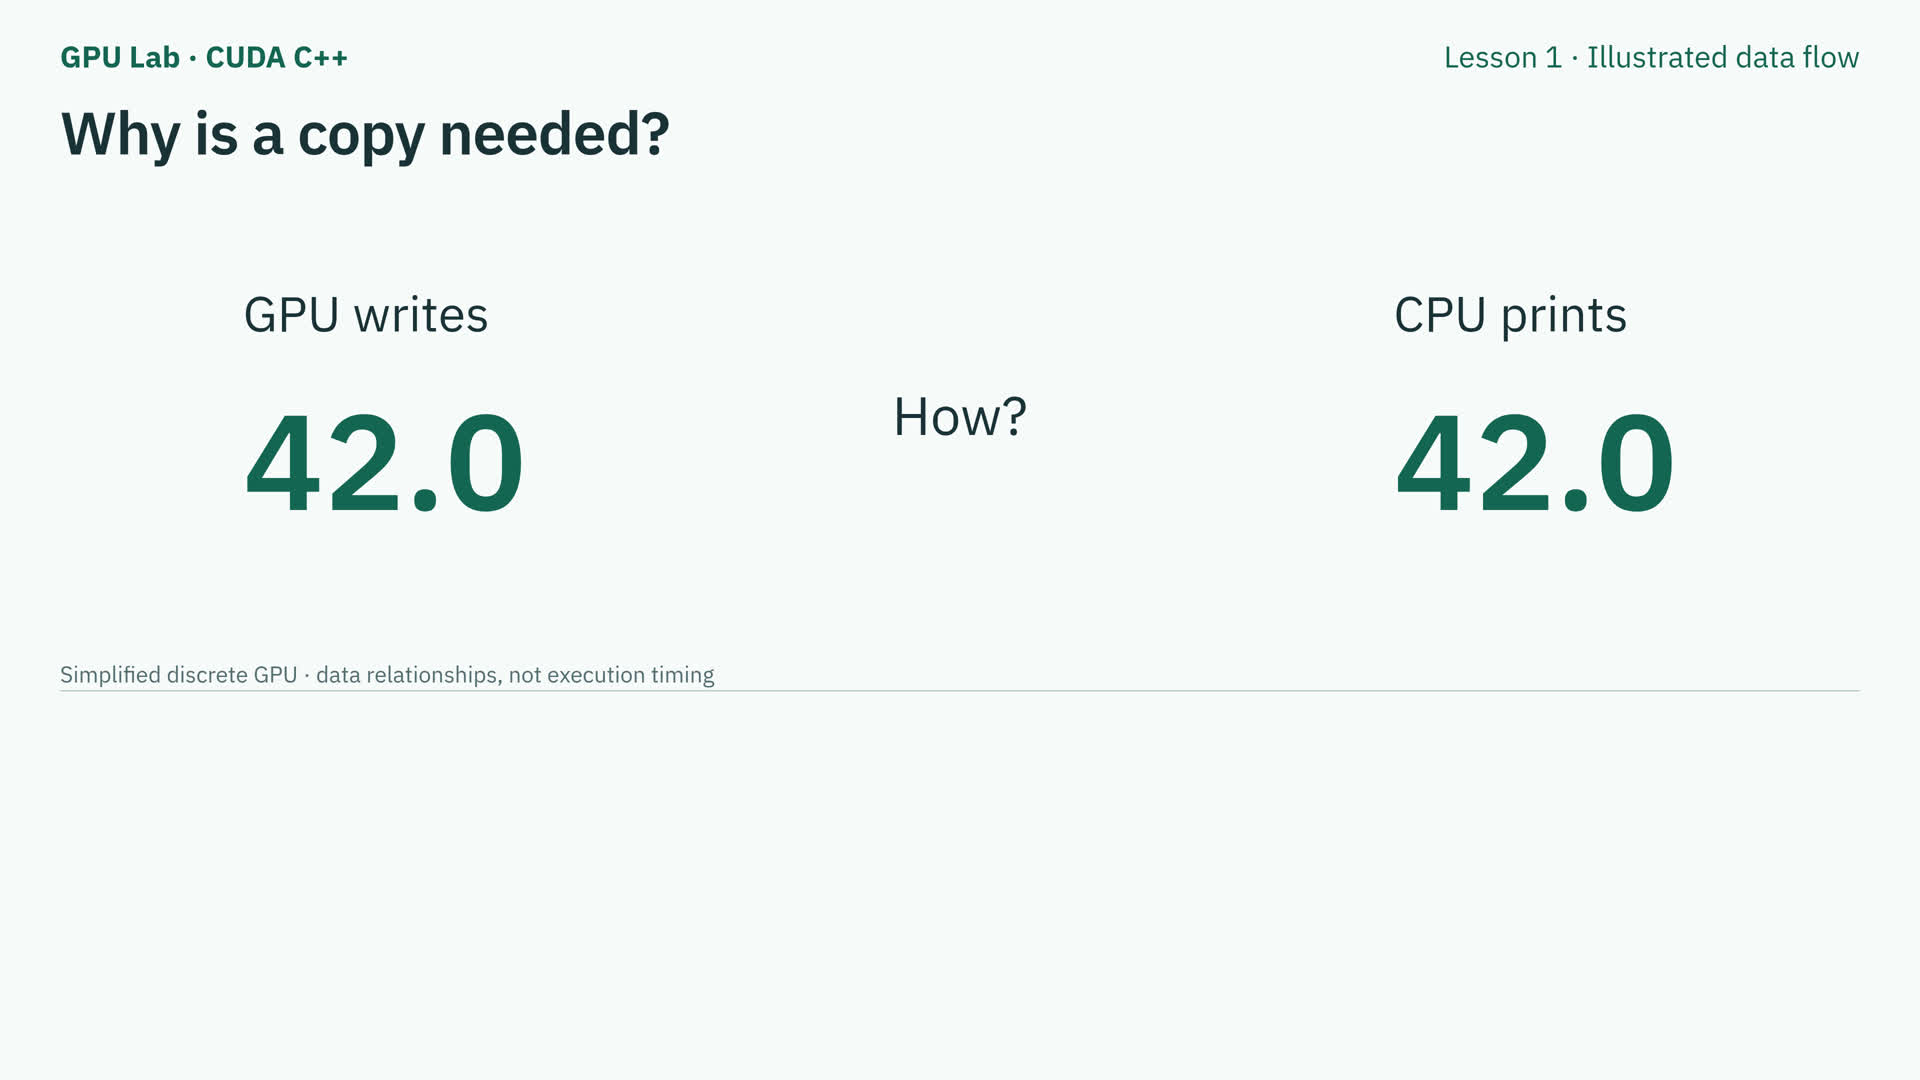 GPU Lab · CUDA C++
Lesson 1 · Illustrated data flow
Why is a copy needed?
GPU writes
CPU prints
How?
42.0
42.0
Simplified discrete GPU · data relationships, not execution timing